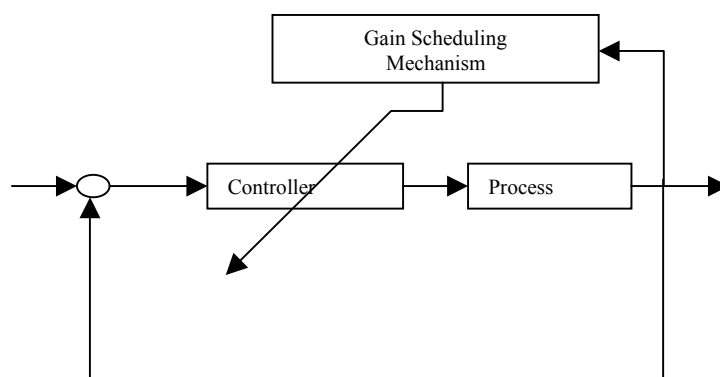 Gain Scheduling
Mechanism
Controller
Process